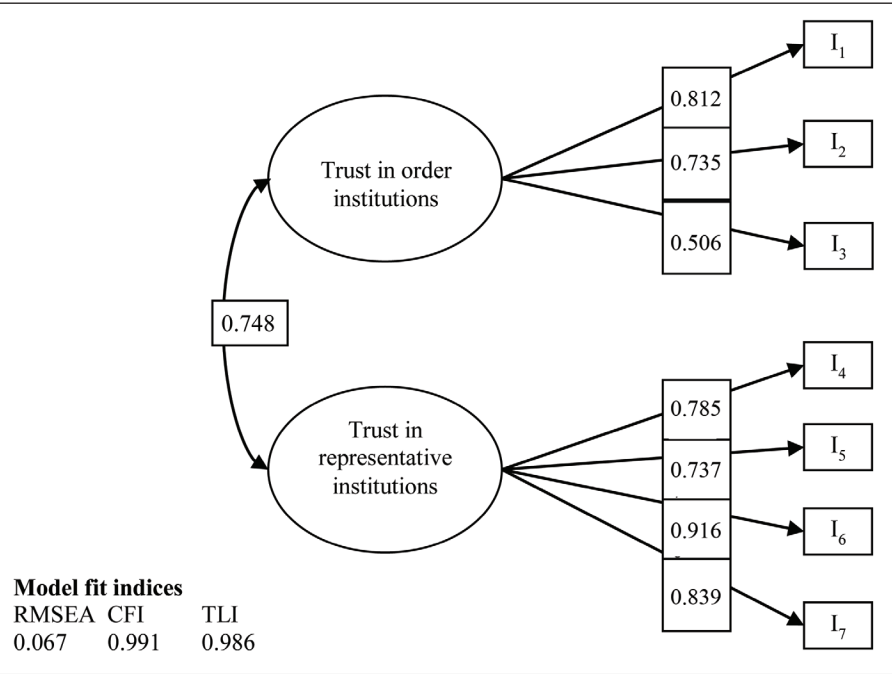 I1
0.812
Trust in order
institutions
0.735
I2
0.506
I3
0.748
I4
0.785
Trust in
representative
institutions
0.737
I5
0.916
I6
0.839
I7
Model fit indices
RMSEA CFI TLI
0.067 0.991 0.986